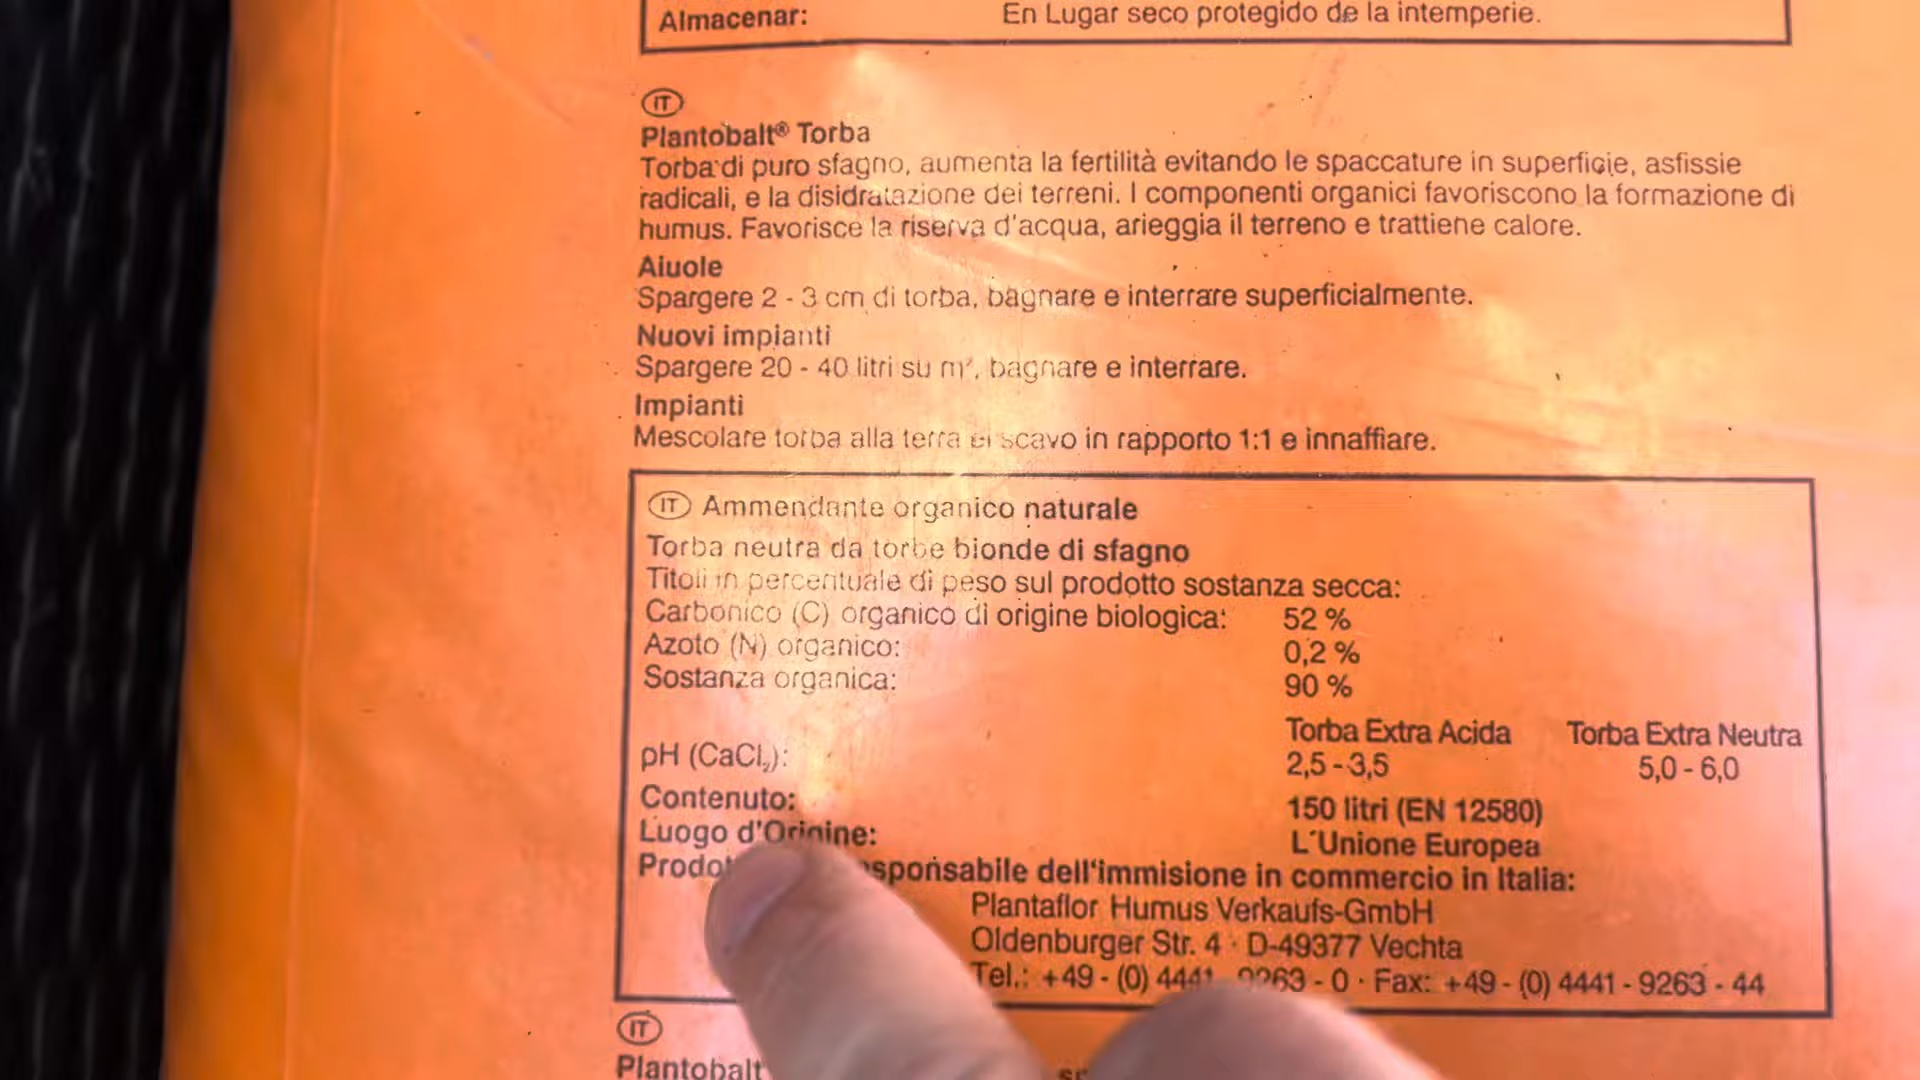 Almacenar: En Lugar seco protegido de la intemperie.
IT
Plantobalt® Torba
Torba di puro sfagno, aumenta la fertilità evitando le spaccature in superficie, asfissie
radicali, e la disidratazione dei terreni. I componenti organici favoriscono la formazione di
humus. Favorisce la riserva d'acqua, arieggia il terreno e trattiene calore.
Aiuole
Spargere 2 - 3 cm di torba, bagnare e interrare superficialmente.
Nuovi impianti
Spargere 20 - 40 litri su m², bagnare e interrare.
Impianti
Mescolare torba alla terra di scavo in rapporto 1:1 e innaffiare.
IT Ammendante organico naturale
Torba neutra da torbe bionde di sfagno
Titoli in percentuale di peso sul prodotto sostanza secca:
Carbonico (C) organico di origine biologica: 52 %
Azoto (N) organico: 0,2 %
Sostanza organica: 90 %
Torba Extra Acida Torba Extra Neutra
pH (CaCl₂): 2,5 - 3,5 5,0 - 6,0
Contenuto: 150 litri (EN 12580)
Luogo d'Origine: L´Unione Europea
dell'immisione in commercio in Italia:
Plantaflor Humus Verkaufs-GmbH
Oldenburger Str. 4 · D-49377 Vechta
Tel.: +49 - (0) 4441 - 9263 - 0 · Fax: +49 - (0) 4441 - 9263 - 44
IT
Plantobalt